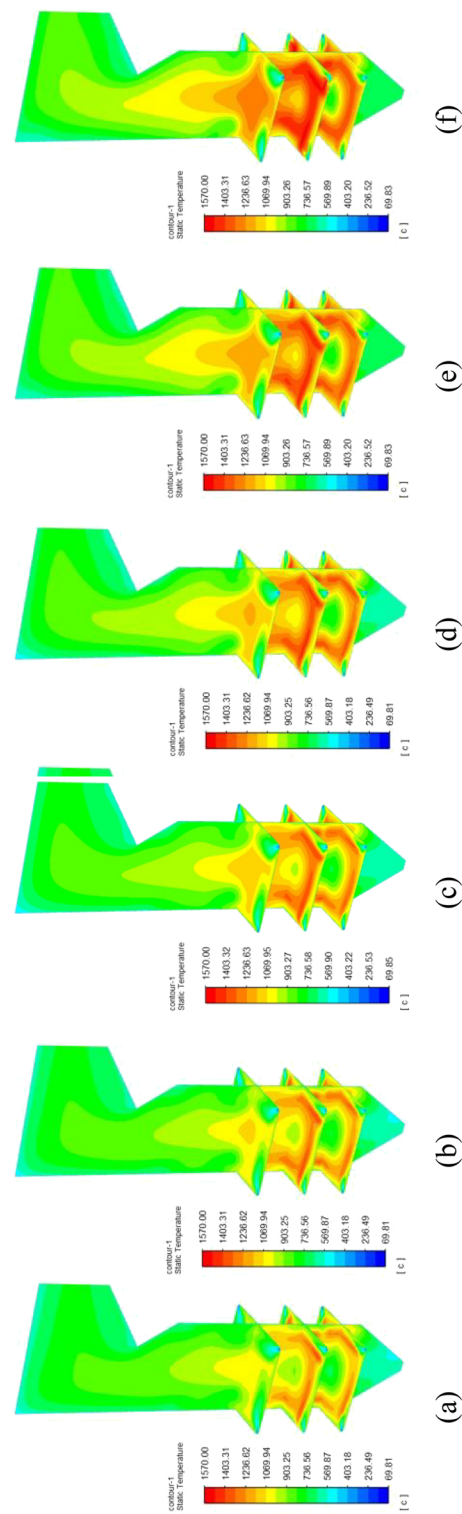 contour-1
Static Temperature
1570.00
1403.31
1236.62
1069.94
903.25
736.56
569.87
403.18
236.49
69.81
[ c ]
(a)
contour-1
Static Temperature
1570.00
1403.31
1236.62
1069.94
903.25
736.56
569.87
403.18
236.49
69.81
[ c ]
(b)
contour-1
Static Temperature
1570.00
1403.32
1236.63
1069.95
903.27
736.58
569.90
403.22
236.53
69.85
[ c ]
(c)
contour-1
Static Temperature
1570.00
1403.31
1236.62
1069.94
903.25
736.56
569.87
403.18
236.49
69.81
[ c ]
(d)
contour-1
Static Temperature
1570.00
1403.31
1236.63
1069.94
903.26
736.57
569.89
403.20
236.52
69.83
[ c ]
(e)
contour-1
Static Temperature
1570.00
1403.31
1236.63
1069.94
903.26
736.57
569.89
403.20
236.52
69.83
[ c ]
(f)